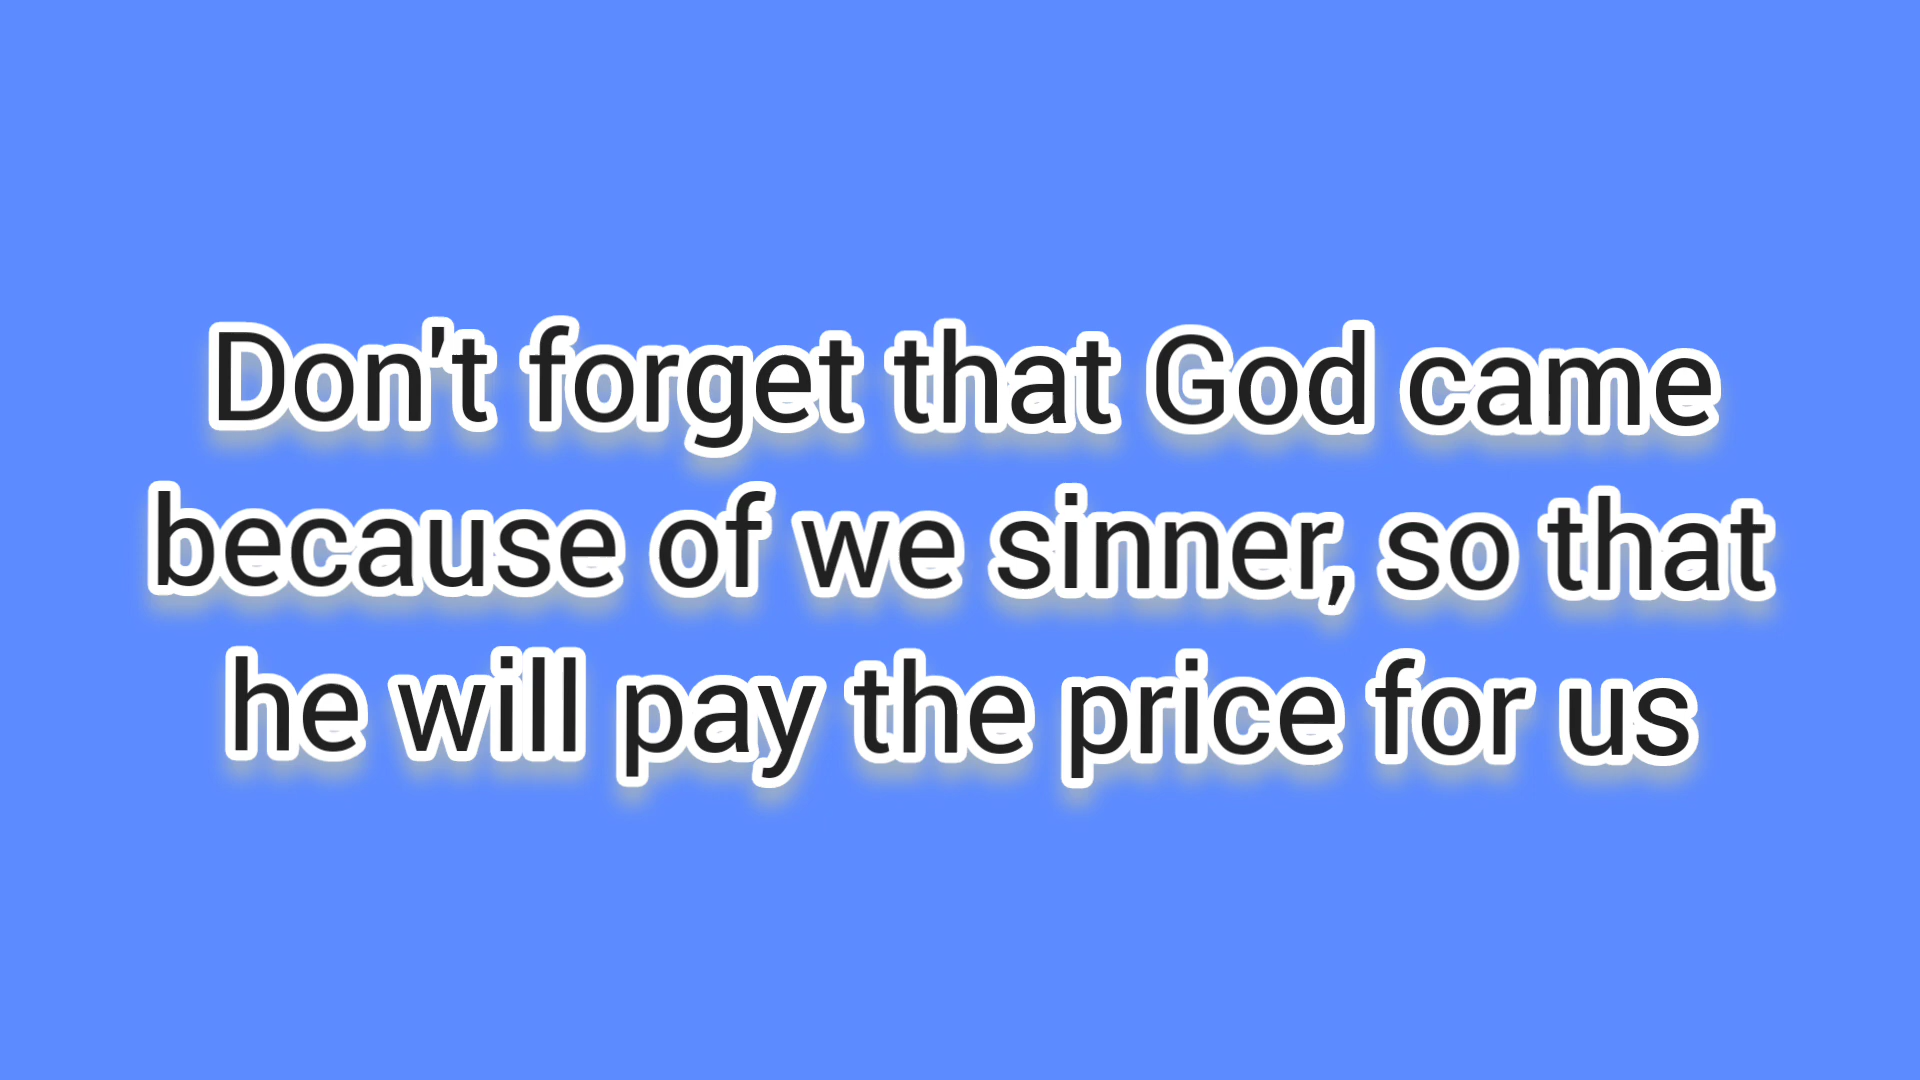 Don't forget that God came
because of we sinner, so that
he will pay the price for us